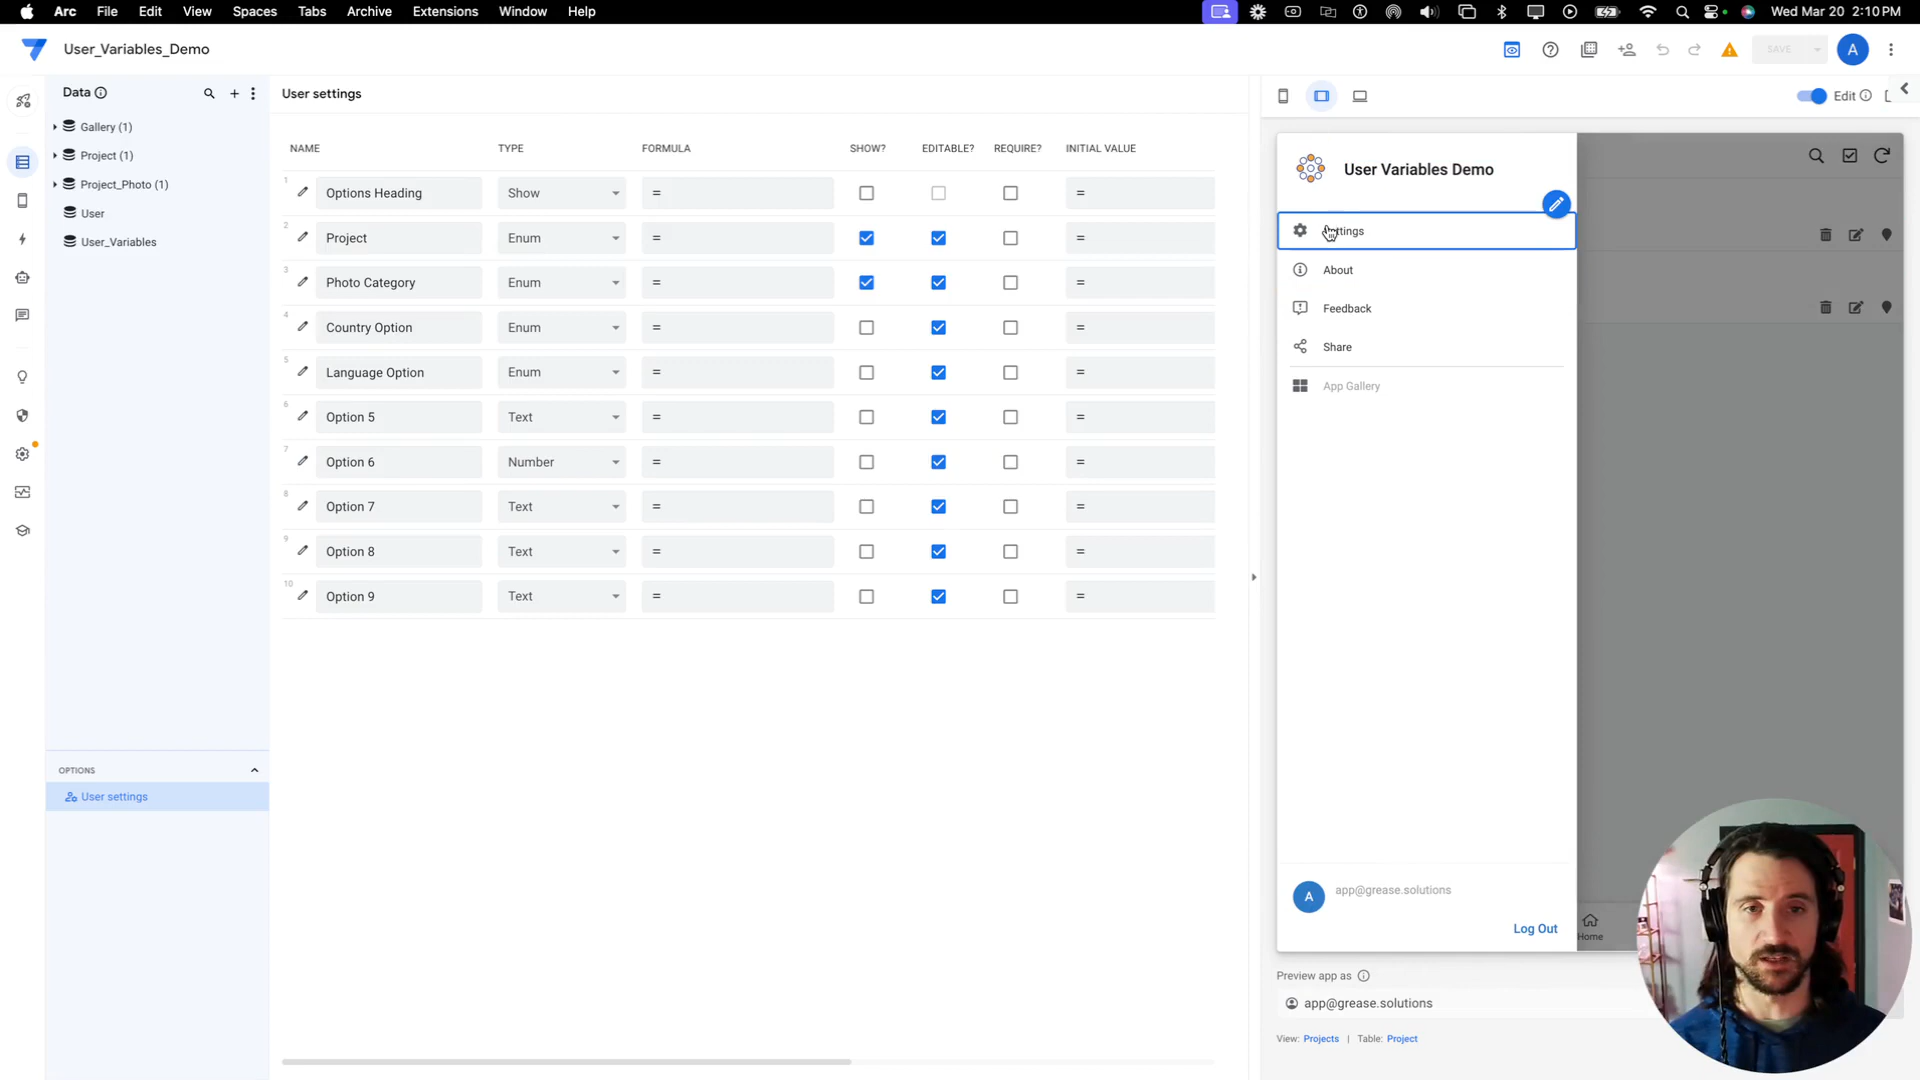 Arc File Edit View Spaces Tabs Archive Extensions Window Help Wed Mar 20 2:10 PM
User_Variables_Demo
SAVE
A
Data
User settings
Edit
Gallery (1)
Project (1)
Project_Photo (1)
User
User_Variables
NAME TYPE FORMULA SHOW? EDITABLE? REQUIRE? INITIAL VALUE
1 Options Heading Show = =
2 Project Enum = =
3 Photo Category Enum = =
4 Country Option Enum = =
5 Language Option Enum = =
6 Option 5 Text = =
7 Option 6 Number = =
8 Option 7 Text = =
9 Option 8 Text = =
10 Option 9 Text = =
OPTIONS
User settings
User Variables Demo
About
Feedback
Share
App Gallery
A app@grease.solutions
Log Out
Home
Preview app as
app@grease.solutions
View: Projects | Table: Project